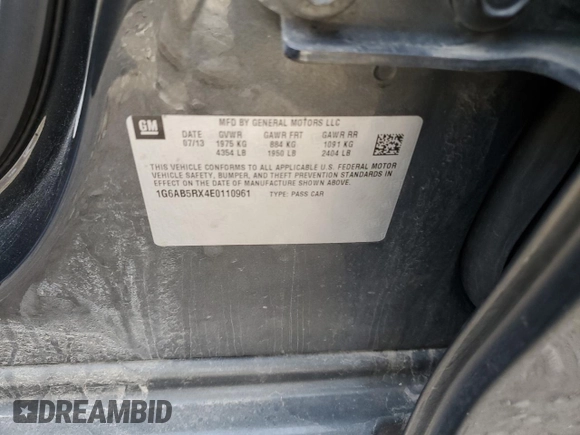 GM
MFD BY GENERAL MOTORS LLC
DATE GVWR GAWR FRT GAWR RR
07/13 1975 KG 884 KG 1091 KG
4354 LB 1950 LB 2404 LB
THIS VEHICLE CONFORMS TO ALL APPLICABLE U.S. FEDERAL MOTOR
VEHICLE SAFETY, BUMPER, AND THEFT PREVENTION STANDARDS IN
EFFECT ON THE DATE OF MANUFACTURE SHOWN ABOVE.
1G6AB5RX4E0110961 TYPE: PASS CAR
DREAMBID